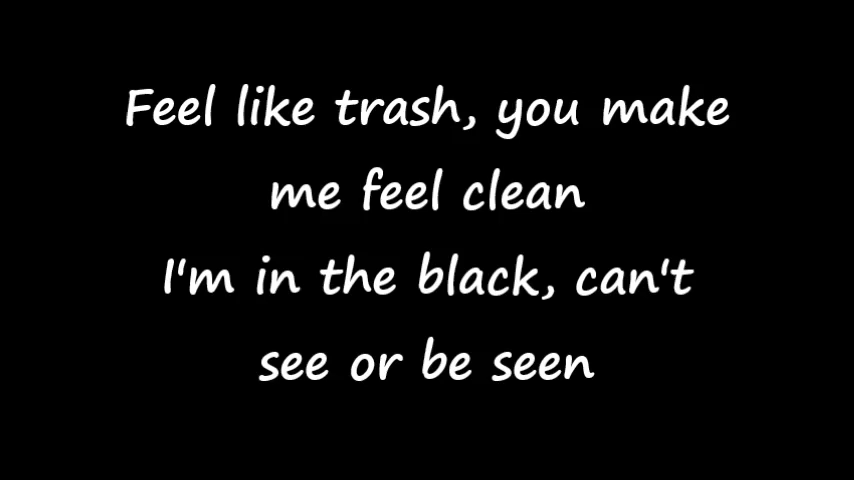 Feel like trash, you make
me feel clean
I'm in the black, can't
see or be seen